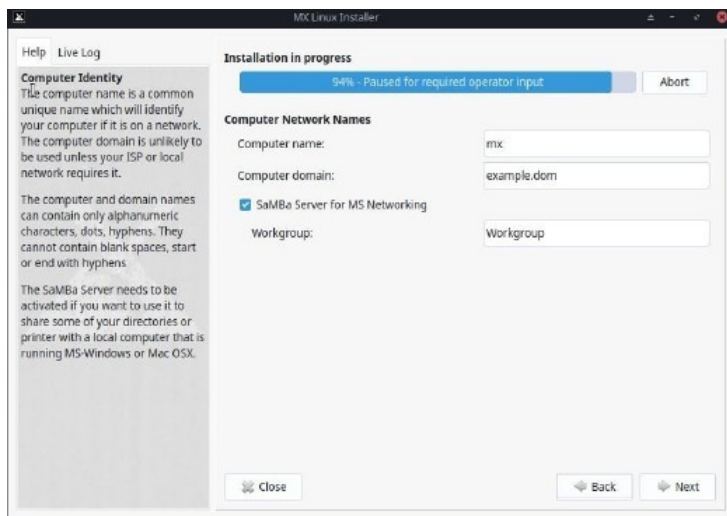 MX Linux Installer
Help Live Log
Computer Identity
The computer name is a common
unique name which will identify
your computer if it is on a network.
The computer domain is unlikely to
be used unless your ISP or local
network requires it.
The computer and domain names
can contain only alphanumeric
characters, dots, hyphens. They
cannot contain blank spaces, start
or end with hyphens
The SaMBa Server needs to be
activated if you want to use it to
share some of your directories or
printer with a local computer that is
running MS-Windows or Mac OSX.
Installation in progress
94% - Paused for required operator input
Abort
Computer Network Names
Computer name: mx
Computer domain: example.dom
SaMBa Server for MS Networking
Workgroup: Workgroup
Close Back Next